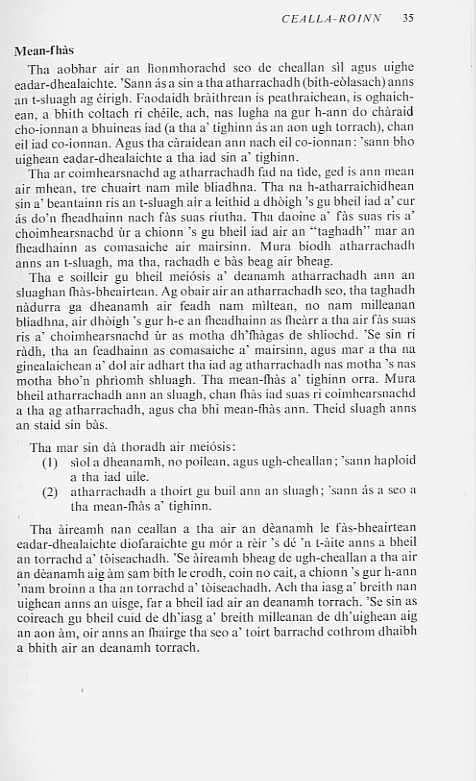 CEALLA-ROINN 35
Mean-fhàs
Tha aobhar air an lìonmhorachd seo de cheallan sìl agus uighe
eadar-dhealaichte. 'Sann ás a sin a tha atharrachadh (bith-eòlasach) anns
an t-sluagh ag éirigh. Faodaidh bràithrean is peathraichean, is oghaich-
ean, a bhith coltach ri chéile, ach, nas lugha na gur h-ann do chàraid
cho-ionnan a bhuineas iad (a tha a' tighinn ás an aon ugh torrach), chan
eil iad co-ionnan. Agus tha càraidean ann nach eil co-ionnan: 'sann bho
uighean eadar-dhealaichte a tha iad sin a' tighinn.
Tha ar coimhearsnachd ag atharrachadh fad na tìde, ged is ann mean
air mhean, tre chuairt nam mìle bliadhna. Tha na h-atharraichidhean
sin a' beantainn ris an t-sluagh air a leithid a dhòigh 's gu bheil iad a' cur
ás do'n fheadhainn nach fàs suas riutha. Tha daoine a' fàs suas ris a'
choimhearsnachd ùr a chionn 's gu bheil iad air an "taghadh" mar an
fheadhainn as comasaiche air mairsinn. Mura biodh atharrachadh
anns an t-sluagh, ma tha, rachadh e bàs beag air bheag.
Tha e soilleir gu bheil meiósis a' deanamh atharrachadh ann an
sluaghan fhàs-bheairtean. Ag obair air an atharrachadh seo, tha taghadh
nàdurra ga dheanamh air feadh nam mìltean, no nam milleanan
bliadhna, air dhòigh 's gur h-e an fheadhainn as fheàrr a tha air fàs suas
ris a' choimhearsnachd ùr as motha dh'fhàgas de shliochd. 'Se sin ri
ràdh, tha an feadhainn as comasaiche a' mairsinn, agus mar a tha na
ginealaichean a' dol air adhart tha iad ag atharrachadh nas motha 's nas
motha bho'n phrìomh shluagh. Tha mean-fhàs a' tighinn orra. Mura
bheil atharrachadh ann an sluagh, chan fhàs iad suas ri coimhearsnachd
a tha ag atharrachadh, agus cha bhi mean-fhàs ann. Theid sluagh anns
an staid sin bàs.
Tha mar sin dà thoradh air meiósis:
(1) sìol a dheanamh, no poilean, agus ugh-cheallan; 'sann haploid
a tha iad uile.
(2) atharrachadh a thoirt gu buil ann an sluagh; 'sann ás a seo a
tha mean-fhàs a' tighinn.
Tha àireamh nan ceallan a tha air an dèanamh le fàs-bheairtean
eadar-dhealaichte diofaraichte gu mór a rèir 's dé 'n t-àite anns a bheil
an torrachd a' tòiseachadh. 'Se àireamh bheag de ugh-cheallan a tha air
an dèanamh aig àm sam bith le crodh, coin no cait, a chionn 's gur h-ann
'nam broinn a tha an torrachd a' tòiseachadh. Ach tha iasg a' breith nan
uighean anns an uisge, far a bheil iad air an deanamh torrach. 'Se sin as
coireach gu bheil cuid de dh'iasg a' breith milleanan de dh'uighean aig
an aon àm, oir anns an fhairge tha seo a' toirt barrachd cothrom dhaibh
a bhith air an deanamh torrach.